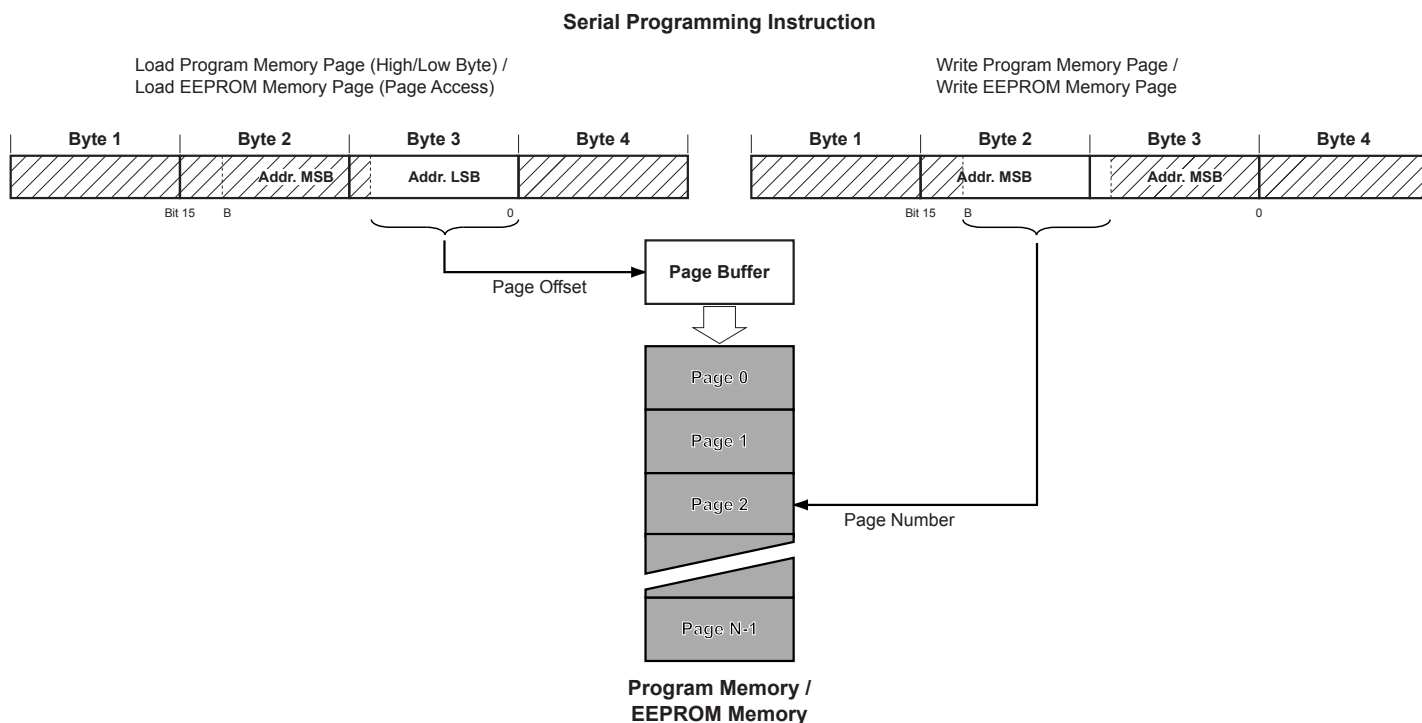 Serial Programming Instruction
Load Program Memory Page (High/Low Byte) /
Load EEPROM Memory Page (Page Access)
Write Program Memory Page /
Write EEPROM Memory Page
Byte 1 Byte 2 Byte 3 Byte 4
Addr. MSB Addr. LSB
Bit 15 B 0
Byte 1 Byte 2 Byte 3 Byte 4
Addr. MSB Addr. MSB
Bit 15 B 0
Page Buffer
Page Offset
Page 0
Page 1
Page 2
Page Number
Page N-1
Program Memory /
EEPROM Memory